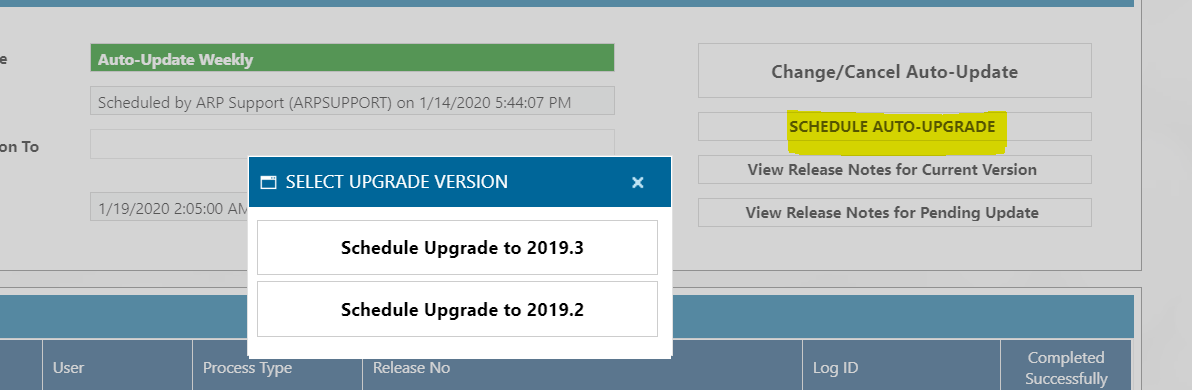 e
Auto-Update Weekly
Change/Cancel Auto-Update
Scheduled by ARP Support (ARPSUPPORT) on 1/14/2020 5:44:07 PM
SCHEDULE AUTO-UPGRADE
on To
View Release Notes for Current Version
SELECT UPGRADE VERSION
1/19/2020 2:05:00 AM
View Release Notes for Pending Update
Schedule Upgrade to 2019.3
Schedule Upgrade to 2019.2
User
Process Type
Release No
Log ID
Completed
Successfully